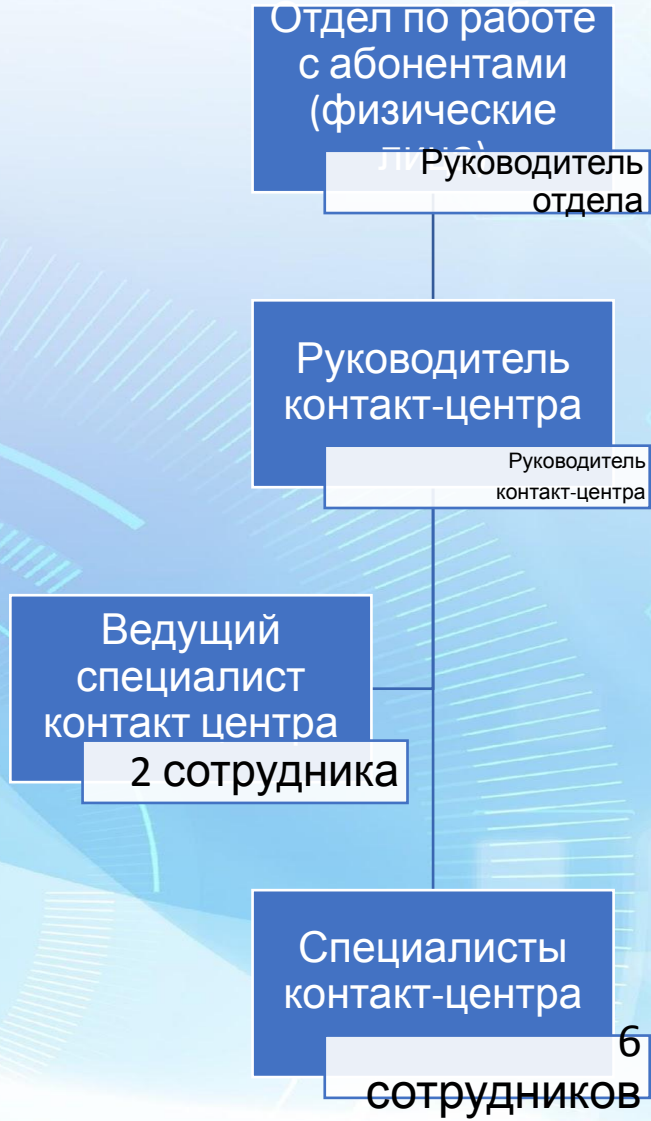 Отдел по работе
с абонентами
(физические
лица)
Руководитель
отдела
Руководитель
контакт-центра
Руководитель
контакт-центра
Ведущий
специалист
контакт центра
2 сотрудника
Специалисты
контакт-центра
6
сотрудников